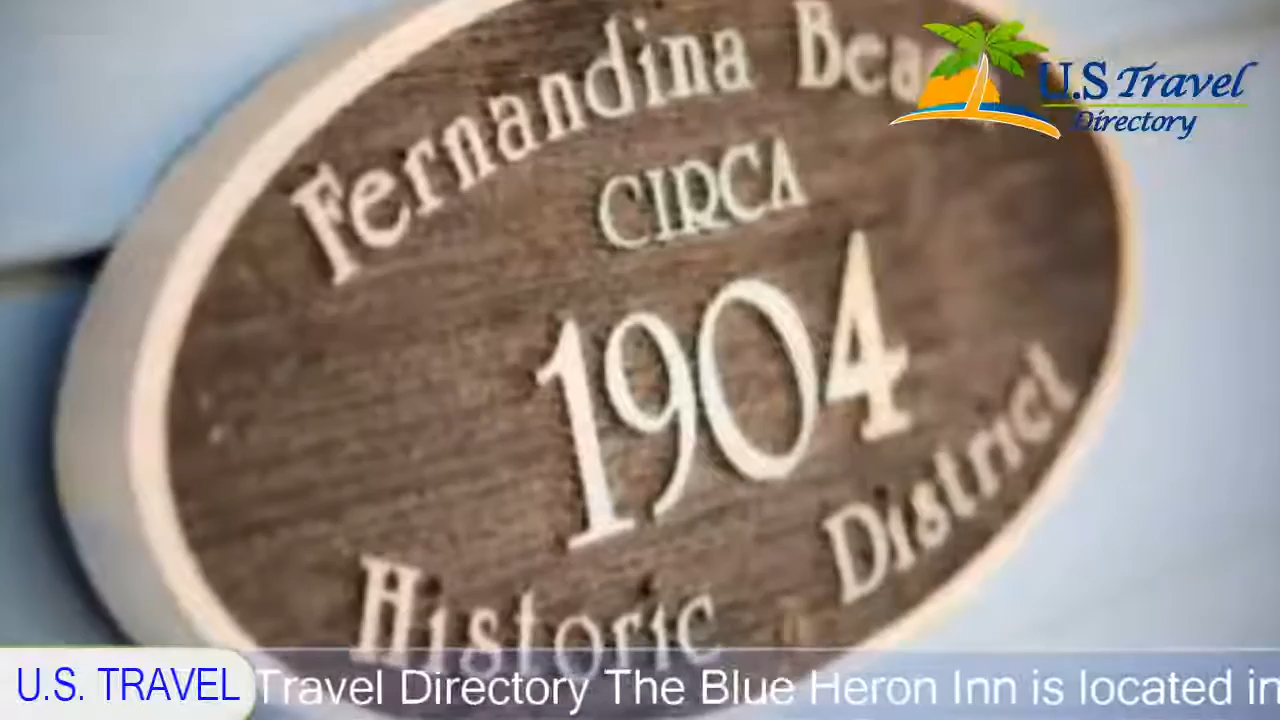 Fernandina Bea
CIRCA
1904
Historic District
U.S Travel
Directory
U.S. TRAVEL Travel Directory The Blue Heron Inn is located in